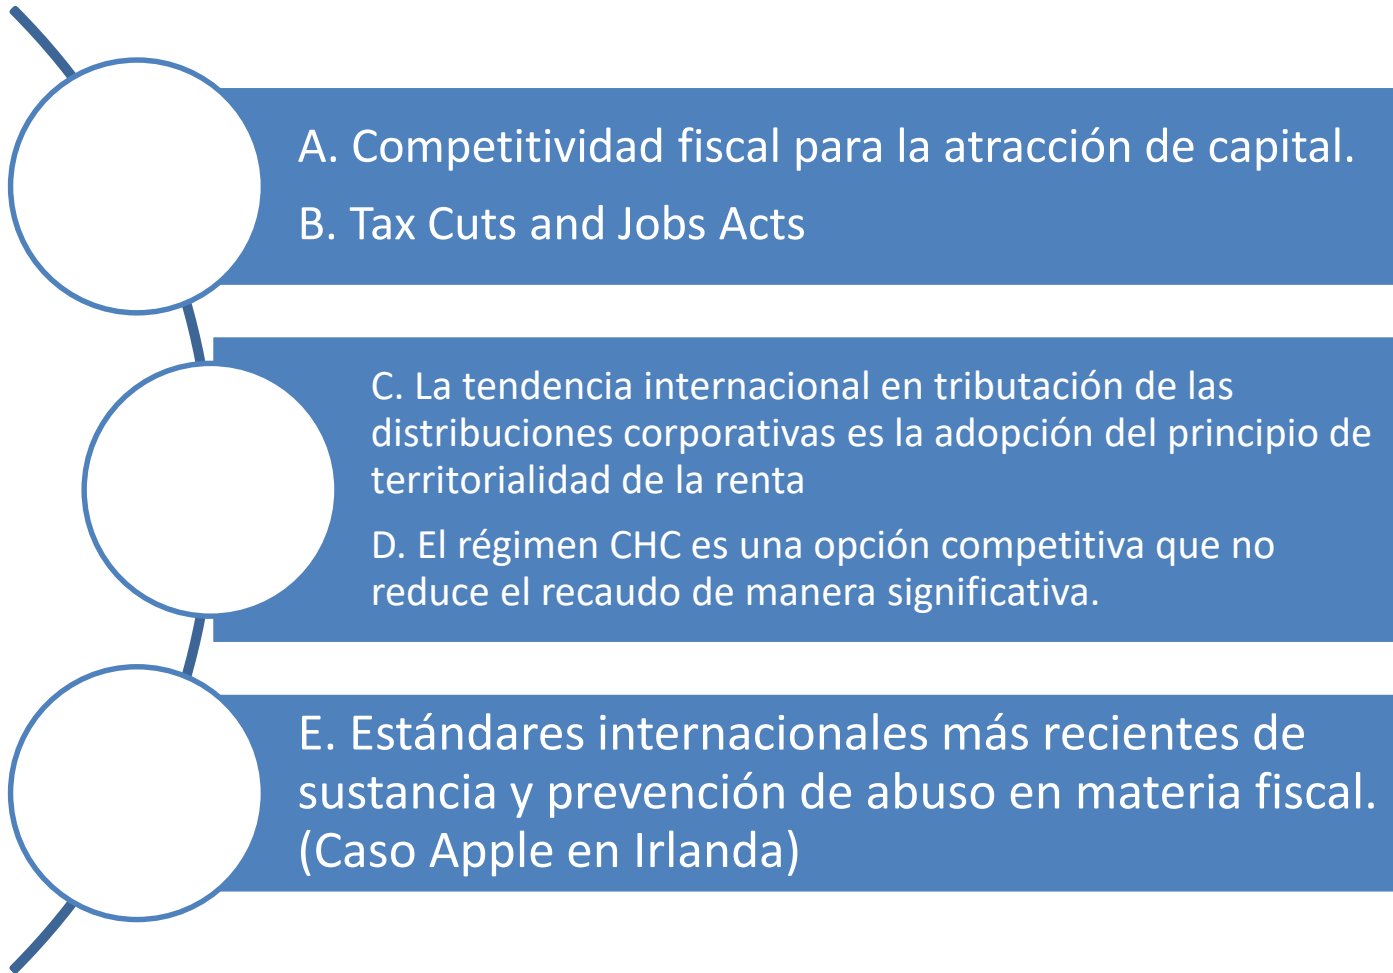 A. Competitividad fiscal para la atracción de capital.
B. Tax Cuts and Jobs Acts
C. La tendencia internacional en tributación de las
distribuciones corporativas es la adopción del principio de
territorialidad de la renta
D. El régimen CHC es una opción competitiva que no
reduce el recaudo de manera significativa.
E. Estándares internacionales más recientes de
sustancia y prevención de abuso en materia fiscal.
(Caso Apple en Irlanda)